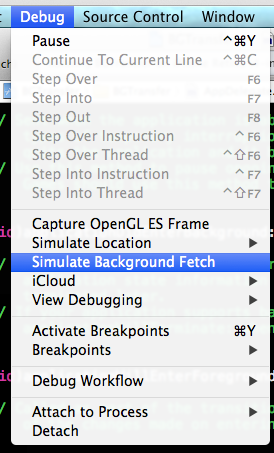 Debug Source Control Window
Pause ^⌘Y
Continue To Current Line ^⌘C
Step Over F6
Step Into F7
Step Out F8
Step Over Instruction ^F6
Step Over Thread ^⇧F6
Step Into Instruction ^F7
Step Into Thread ^⇧F7
Capture OpenGL ES Frame
Simulate Location
Simulate Background Fetch
iCloud
View Debugging
Activate Breakpoints ⌘Y
Breakpoints
Debug Workflow
Attach to Process
Detach